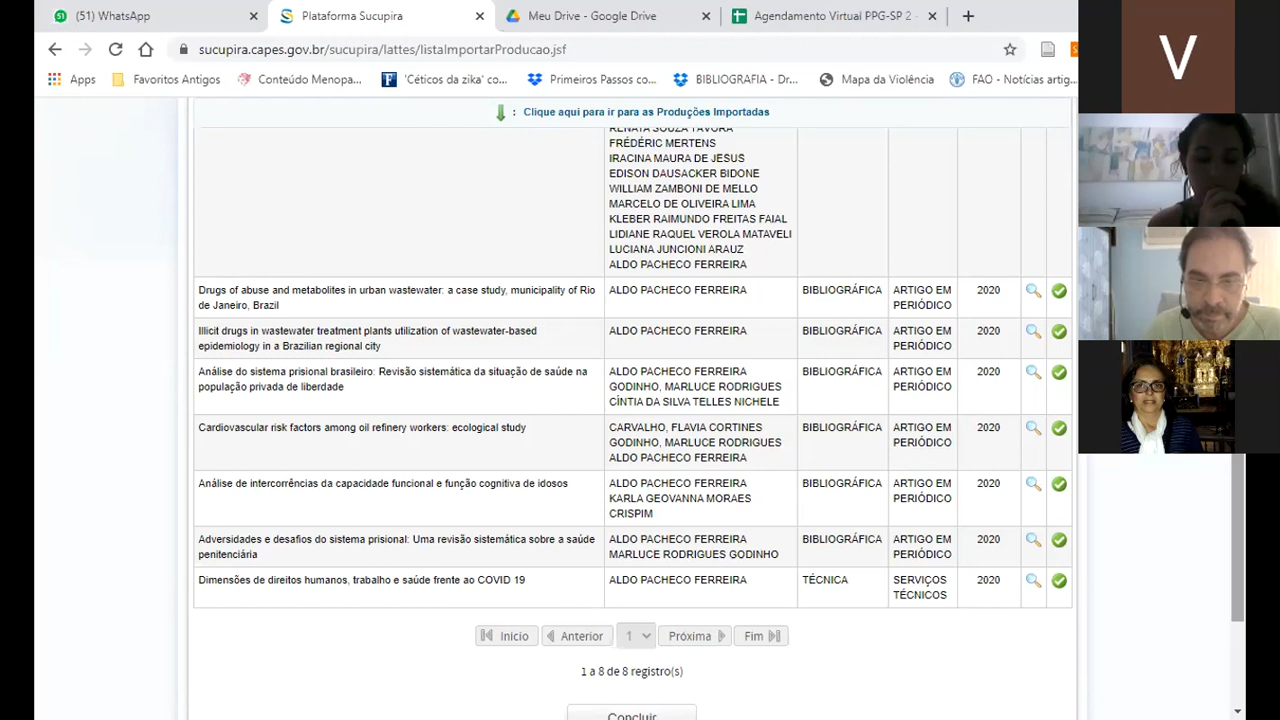 (51) WhatsApp
Plataforma Sucupira
Meu Drive - Google Drive
Agendamento Virtual PPG-SP 2 -
sucupira.capes.gov.br/sucupira/lattes/listaImportarProducao.jsf
Apps
Favoritos Antigos
Conteúdo Menopa...
'Céticos da zika' co...
Primeiros Passos co...
BIBLIOGRAFIA - Dr...
Mapa da Violência
FAO - Notícias artig...
: Clique aqui para ir para as Produções Importadas
RENATA SOUZA TÁVORA
FRÉDÉRIC MERTENS
IRACINA MAURA DE JESUS
EDISON DAUSACKER BIDONE
WILLIAM ZAMBONI DE MELLO
MARCELO DE OLIVEIRA LIMA
KLEBER RAIMUNDO FREITAS FAIAL
LIDIANE RAQUEL VEROLA MATAVELI
LUCIANA JUNCIONI ARAUZ
ALDO PACHECO FERREIRA
Drugs of abuse and metabolites in urban wastewater: a case study, municipality of Rio
de Janeiro, Brazil
ALDO PACHECO FERREIRA
BIBLIOGRÁFICA
ARTIGO EM
PERIÓDICO
2020
Illicit drugs in wastewater treatment plants utilization of wastewater-based
epidemiology in a Brazilian regional city
ALDO PACHECO FERREIRA
BIBLIOGRÁFICA
ARTIGO EM
PERIÓDICO
2020
Análise do sistema prisional brasileiro: Revisão sistemática da situação de saúde na
população privada de liberdade
ALDO PACHECO FERREIRA
GODINHO, MARLUCE RODRIGUES
CÍNTIA DA SILVA TELLES NICHELE
BIBLIOGRÁFICA
ARTIGO EM
PERIÓDICO
2020
Cardiovascular risk factors among oil refinery workers: ecological study
CARVALHO, FLAVIA CORTINES
GODINHO, MARLUCE RODRIGUES
ALDO PACHECO FERREIRA
BIBLIOGRÁFICA
ARTIGO EM
PERIÓDICO
2020
Análise de intercorrências da capacidade funcional e função cognitiva de idosos
ALDO PACHECO FERREIRA
KARLA GEOVANNA MORAES
CRISPIM
BIBLIOGRÁFICA
ARTIGO EM
PERIÓDICO
2020
Adversidades e desafios do sistema prisional: Uma revisão sistemática sobre a saúde
penitenciária
ALDO PACHECO FERREIRA
MARLUCE RODRIGUES GODINHO
BIBLIOGRÁFICA
ARTIGO EM
PERIÓDICO
2020
Dimensões de direitos humanos, trabalho e saúde frente ao COVID 19
ALDO PACHECO FERREIRA
TÉCNICA
SERVIÇOS
TÉCNICOS
2020
Inicio
Anterior
1
Próxima
Fim
1 a 8 de 8 registro(s)
Concluir
V